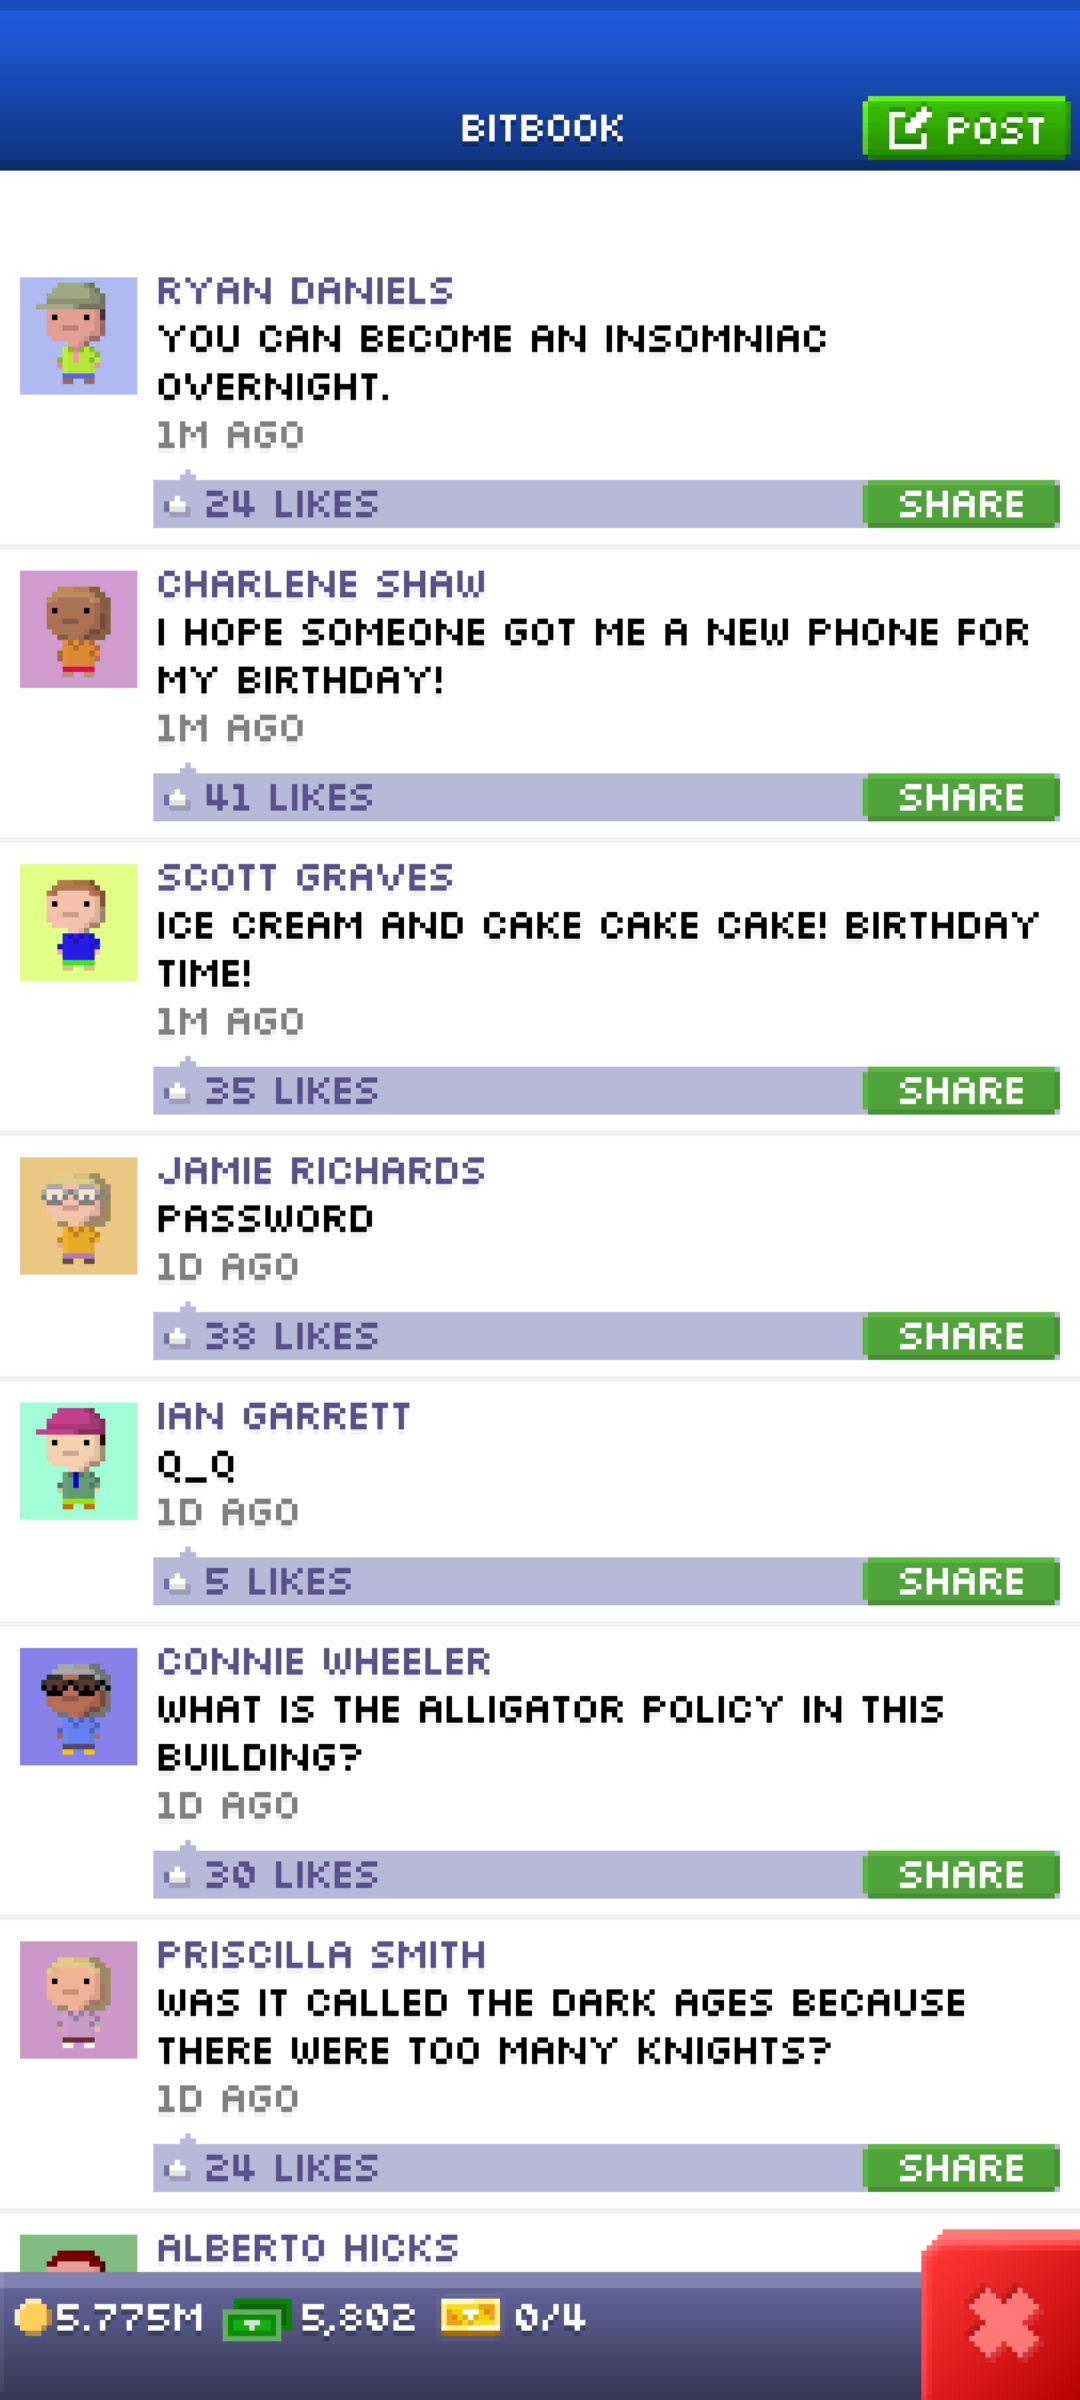 BITBOOK
POST
RYAN DANIELS
YOU CAN BECOME AN INSOMNIAC
OVERNIGHT.
1M AGO
24 LIKES
SHARE
CHARLENE SHAW
I HOPE SOMEONE GOT ME A NEW PHONE FOR
MY BIRTHDAY!
1M AGO
41 LIKES
SHARE
SCOTT GRAVES
ICE CREAM AND CAKE CAKE CAKE! BIRTHDAY
TIME!
1M AGO
35 LIKES
SHARE
JAMIE RICHARDS
PASSWORD
1D AGO
38 LIKES
SHARE
IAN GARRETT
Q_Q
1D AGO
5 LIKES
SHARE
CONNIE WHEELER
WHAT IS THE ALLIGATOR POLICY IN THIS
BUILDING?
1D AGO
30 LIKES
SHARE
PRISCILLA SMITH
WAS IT CALLED THE DARK AGES BECAUSE
THERE WERE TOO MANY KNIGHTS?
1D AGO
24 LIKES
SHARE
ALBERTO HICKS
5.775M 5,802 0/4